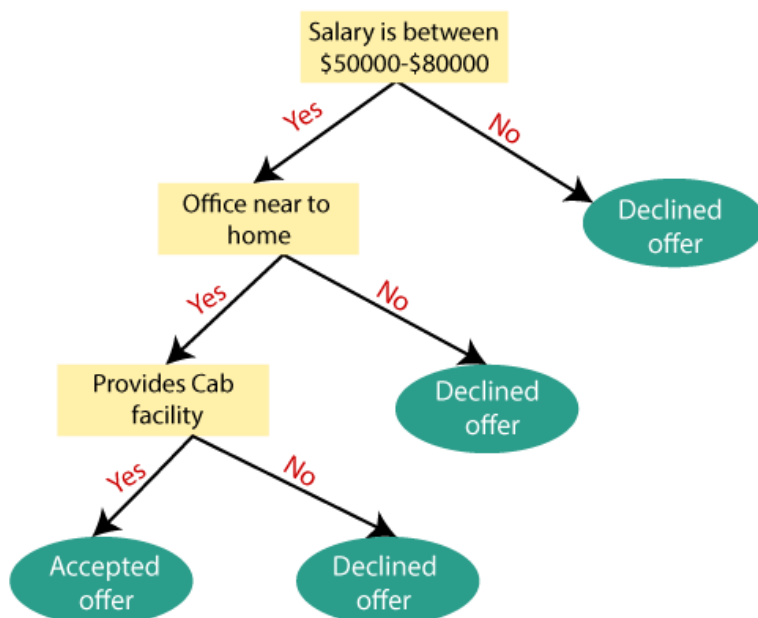 Salary is between
$50000-$80000
Yes
No
Office near to
home
Declined
offer
Yes
No
Provides Cab
facility
Declined
offer
Yes
No
Accepted
offer
Declined
offer